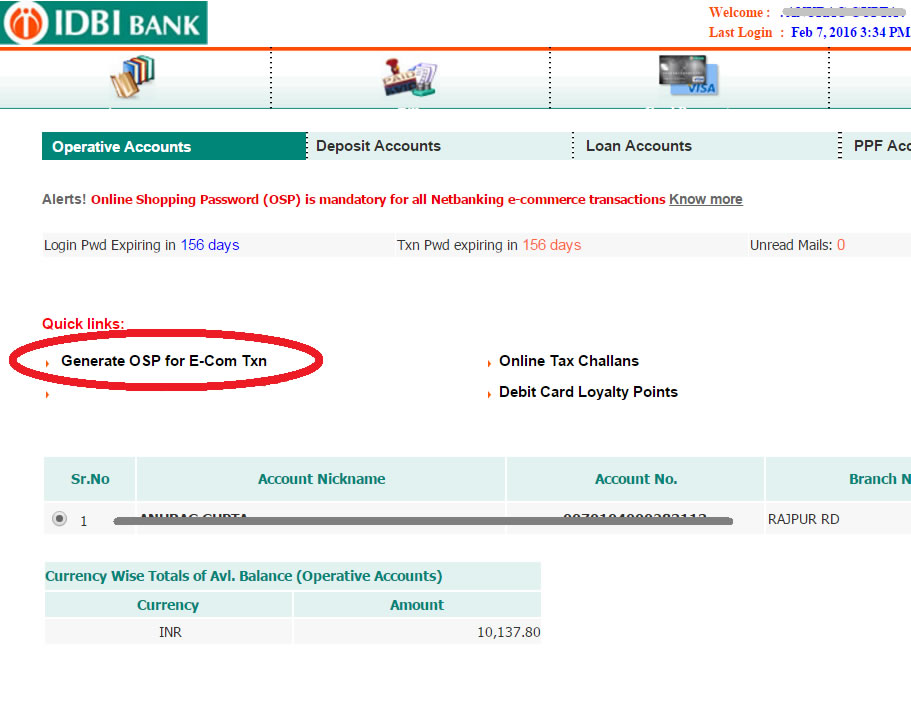 IDBI BANK
Welcome :
Last Login : Feb 7, 2016 3:34 PM
VISA
Operative Accounts Deposit Accounts Loan Accounts PPF Acc
Alerts! Online Shopping Password (OSP) is mandatory for all Netbanking e-commerce transactions Know more
Login Pwd Expiring in 156 days Txn Pwd expiring in 156 days Unread Mails: 0
Quick links:
Generate OSP for E-Com Txn Online Tax Challans
Debit Card Loyalty Points
Sr.No Account Nickname Account No. Branch N
1 RAJPUR RD
Currency Wise Totals of Avl. Balance (Operative Accounts)
Currency Amount
INR 10,137.80